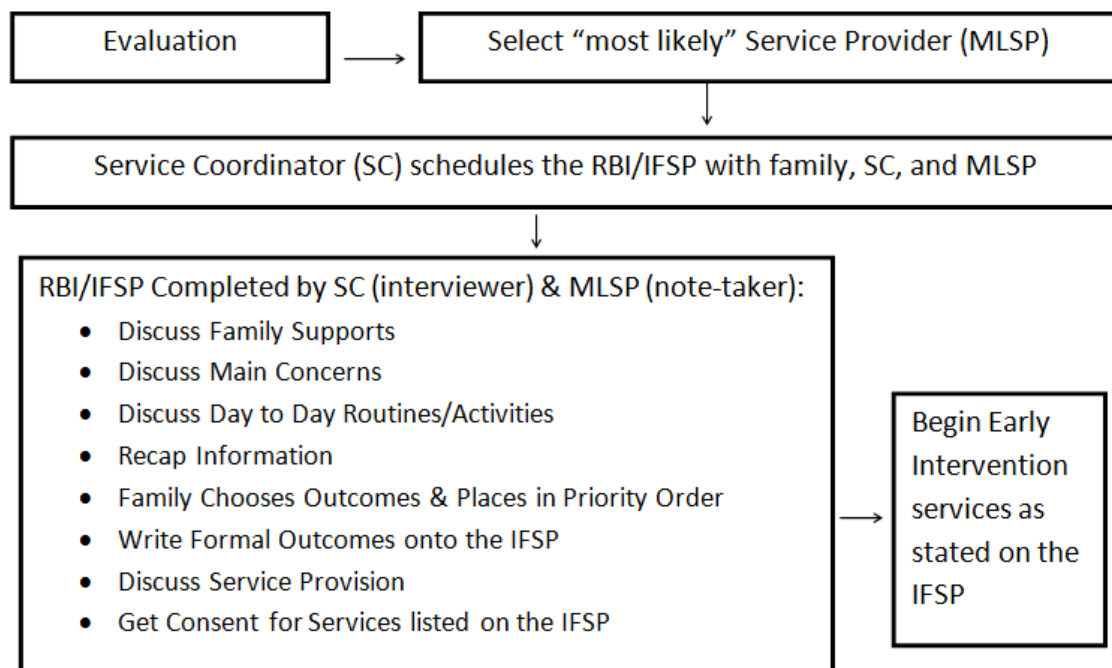 Evaluation
Select “most likely” Service Provider (MLSP)
Service Coordinator (SC) schedules the RBI/IFSP with family, SC, and MLSP
RBI/IFSP Completed by SC (interviewer) & MLSP (note-taker):
• Discuss Family Supports
• Discuss Main Concerns
• Discuss Day to Day Routines/Activities
• Recap Information
• Family Chooses Outcomes & Places in Priority Order
• Write Formal Outcomes onto the IFSP
• Discuss Service Provision
• Get Consent for Services listed on the IFSP
Begin Early
Intervention
services as
stated on the
IFSP